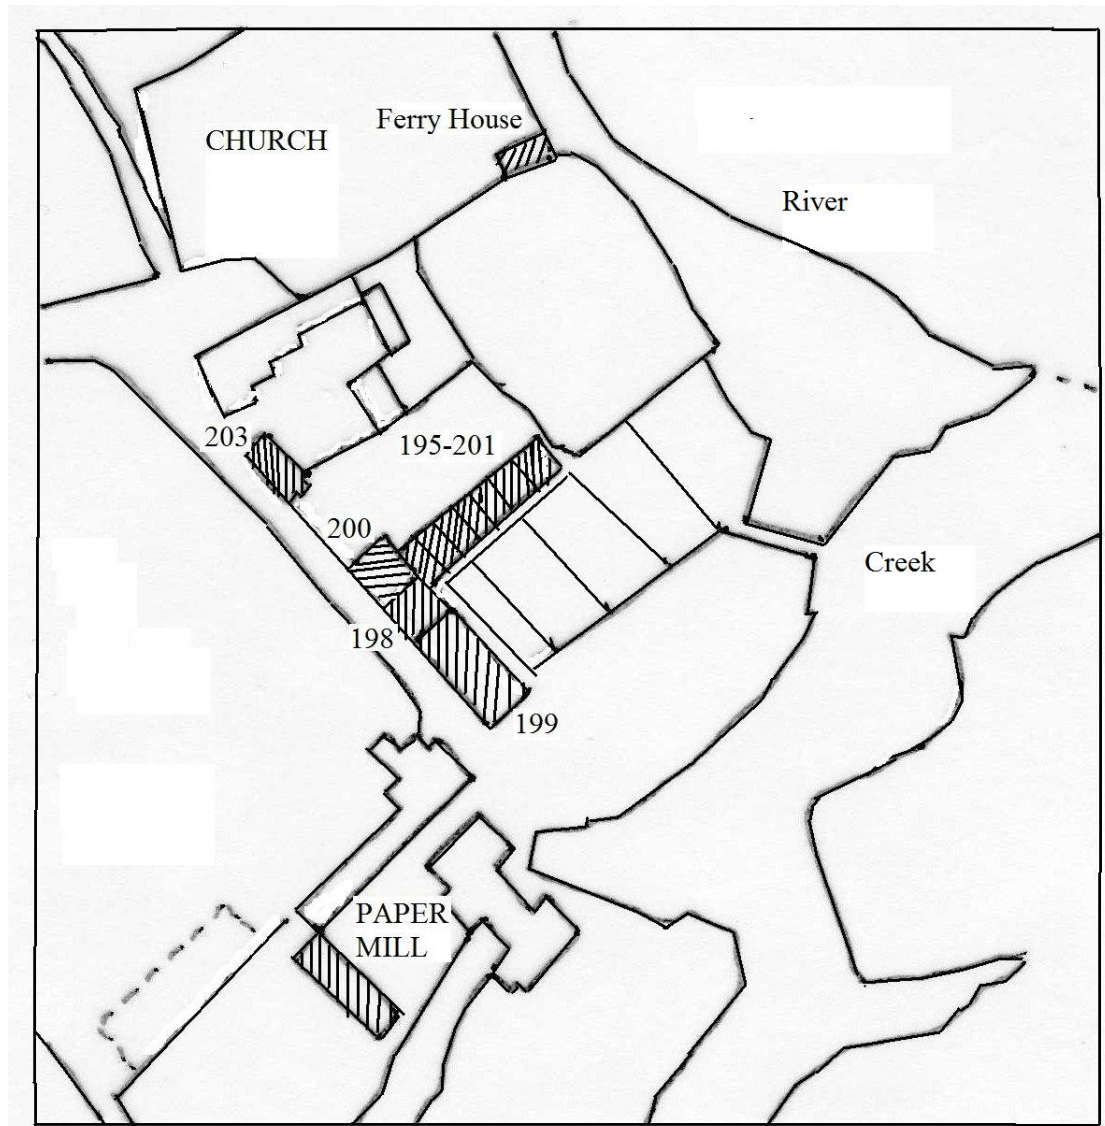 Ferry House
CHURCH
River
203
195-201
200
Creek
198
199
PAPER
MILL